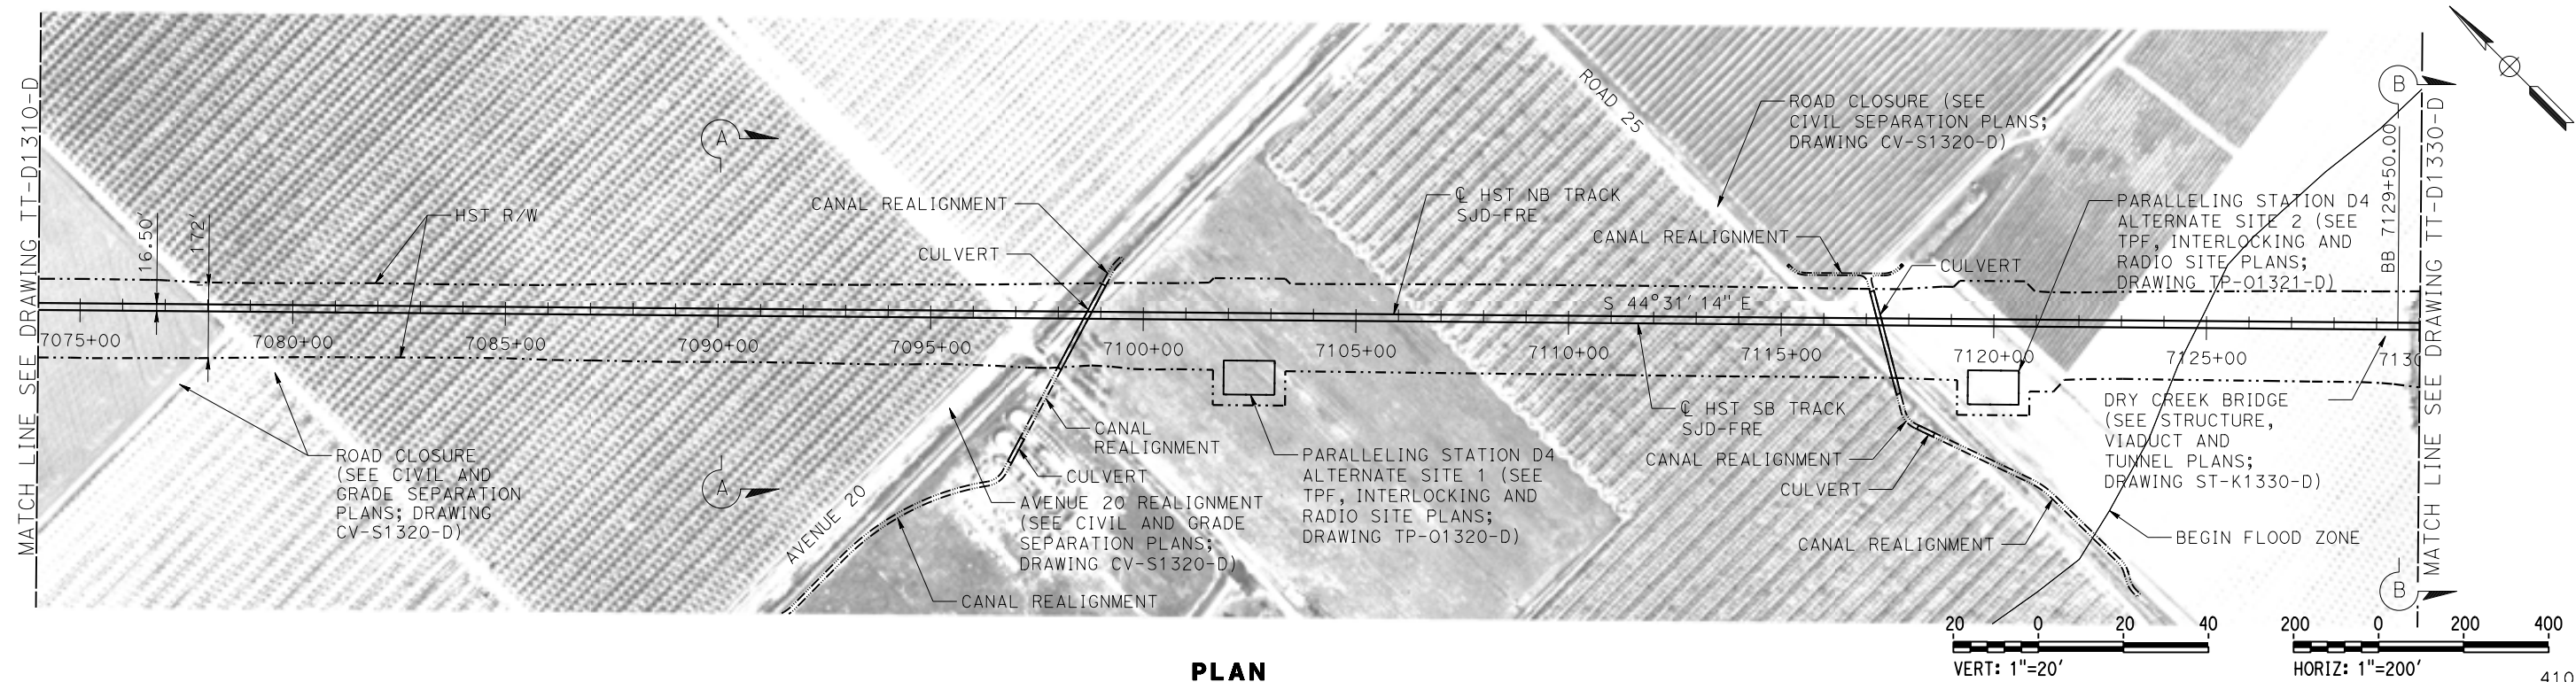 MATCH LINE SEE DRAWING TT-D1310-D
16.50'
172'
HST R/W
A
CANAL REALIGNMENT
CULVERT
℄ HST NB TRACK
SJD-FRE
ROAD 25
ROAD CLOSURE (SEE
CIVIL SEPARATION PLANS;
DRAWING CV-S1320-D)
CANAL REALIGNMENT
CULVERT
S 44°31'14" E
PARALLELING STATION D4
ALTERNATE SITE 2 (SEE
TPF, INTERLOCKING AND
RADIO SITE PLANS;
DRAWING TP-O1321-D)
B
BB 7129+50.00
MATCH LINE SEE DRAWING TT-D1330-D
7075+00
7080+00
7085+00
7090+00
7095+00
7100+00
7105+00
7110+00
7115+00
7120+00
7125+00
7130
ROAD CLOSURE
(SEE CIVIL AND
GRADE SEPARATION
PLANS; DRAWING
CV-S1320-D)
A
AVENUE 20
CANAL
REALIGNMENT
CULVERT
AVENUE 20 REALIGNMENT
(SEE CIVIL AND GRADE
SEPARATION PLANS;
DRAWING CV-S1320-D)
CANAL REALIGNMENT
PARALLELING STATION D4
ALTERNATE SITE 1 (SEE
TPF, INTERLOCKING AND
RADIO SITE PLANS;
DRAWING TP-O1320-D)
℄ HST SB TRACK
SJD-FRE
CANAL REALIGNMENT
CULVERT
CANAL REALIGNMENT
DRY CREEK BRIDGE
(SEE STRUCTURE,
VIADUCT AND
TUNNEL PLANS;
DRAWING ST-K1330-D)
BEGIN FLOOD ZONE
B
PLAN
20 0 20 40
VERT: 1"=20'
200 0 200 400
HORIZ: 1"=200'
410